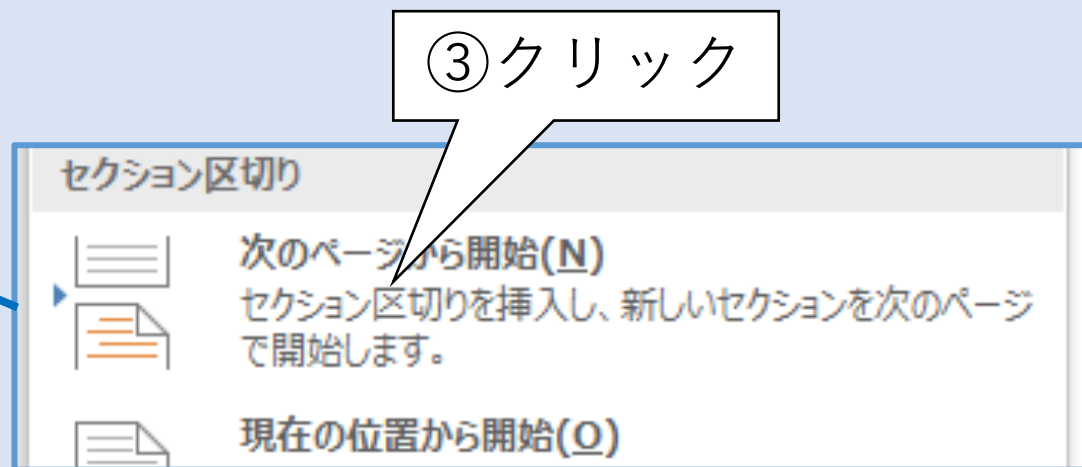 ③クリック
セクション区切り
次のページから開始(N)
セクション区切りを挿入し、新しいセクションを次のページ
で開始します。
現在の位置から開始(O)